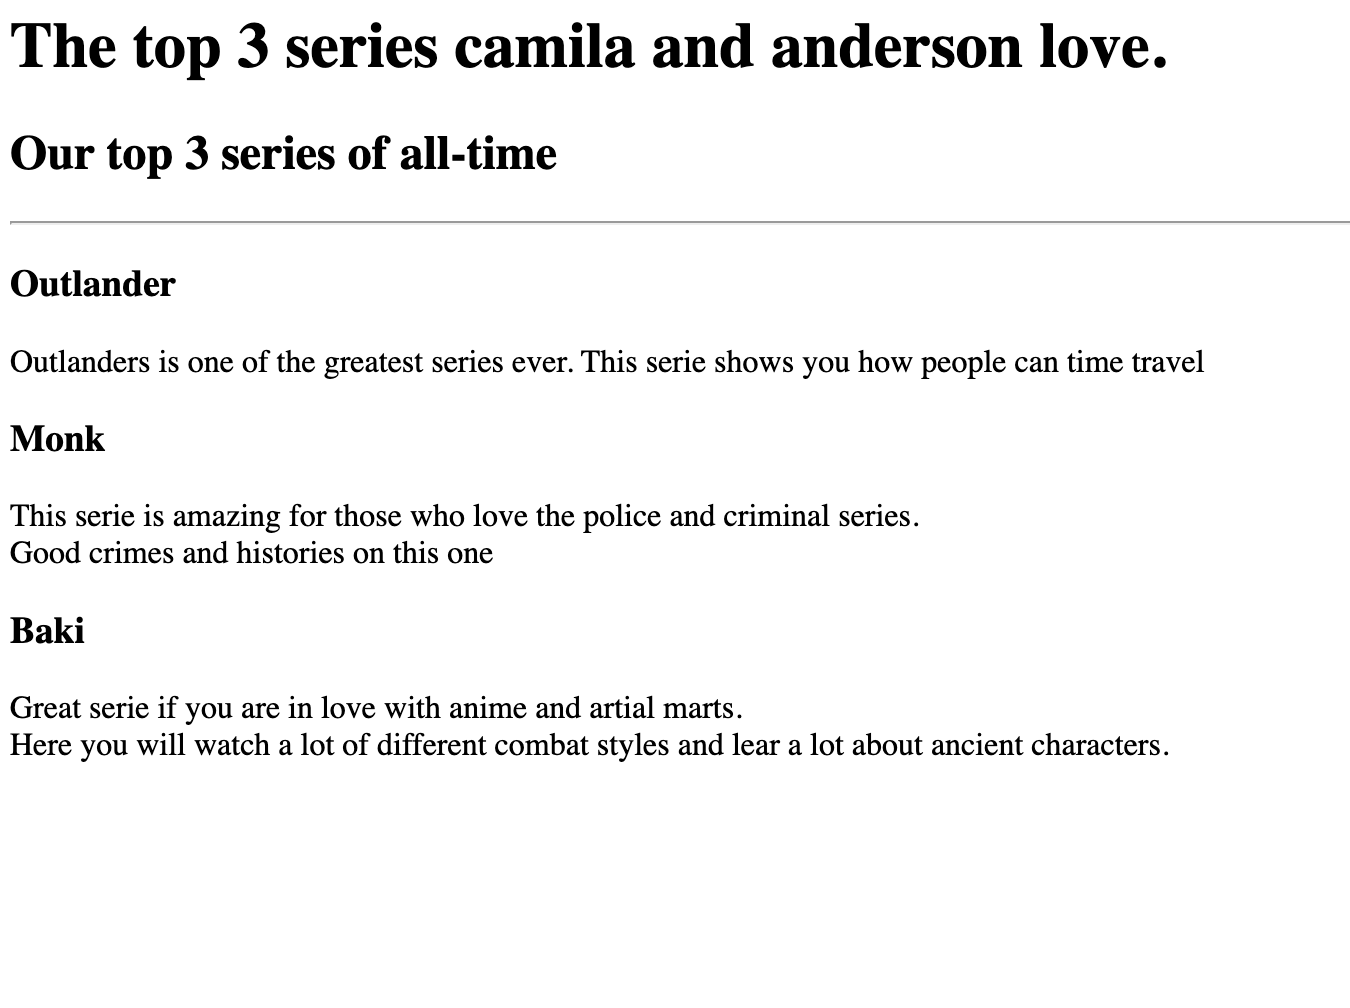 The top 3 series camila and anderson love.
Our top 3 series of all-time
Outlander
Outlanders is one of the greatest series ever. This serie shows you how people can time travel
Monk
This serie is amazing for those who love the police and criminal series.
Good crimes and histories on this one
Baki
Great serie if you are in love with anime and artial marts.
Here you will watch a lot of different combat styles and lear a lot about ancient characters.